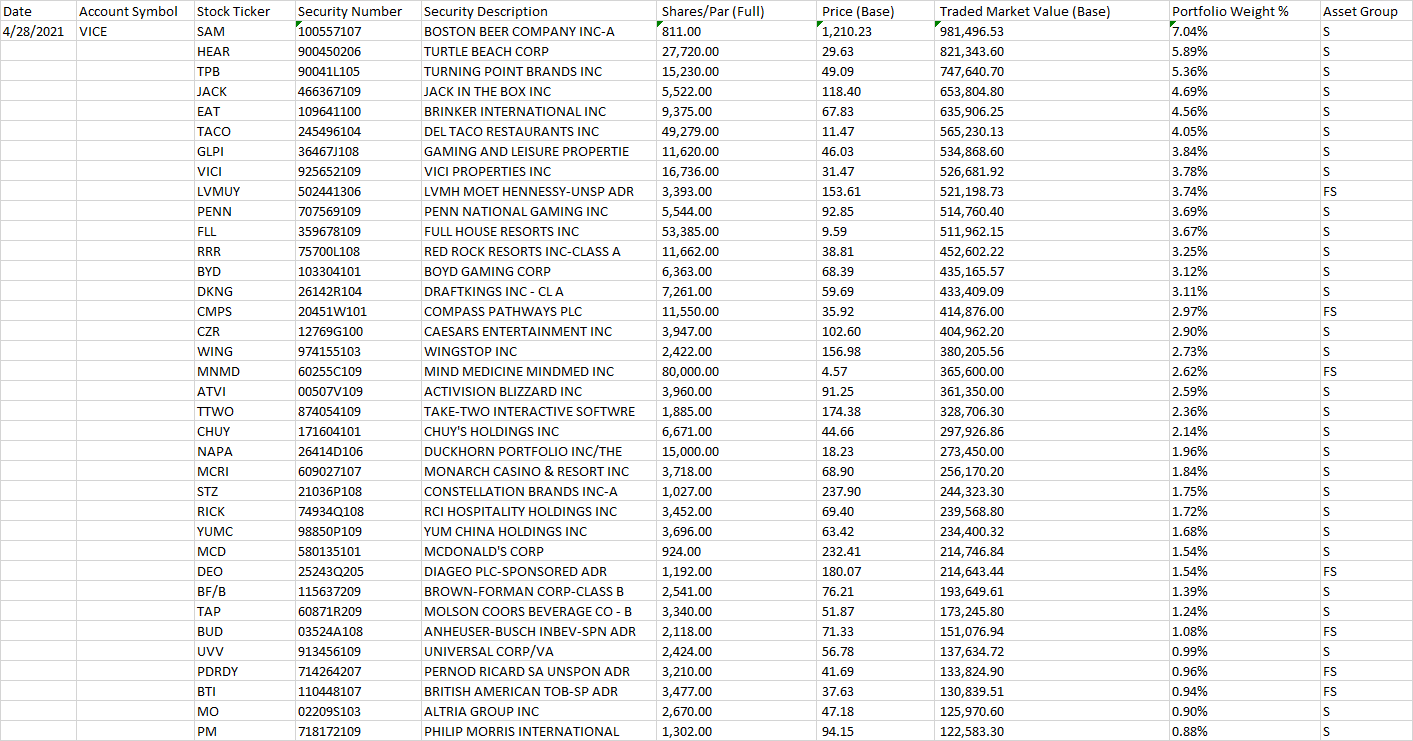 Date Account Symbol Stock Ticker Security Number Security Description Shares/Par (Full) Price (Base) Traded Market Value (Base) Portfolio Weight % Asset Group
4/28/2021 VICE SAM 100557107 BOSTON BEER COMPANY INC-A 811.00 1,210.23 981,496.53 7.04% S
HEAR 900450206 TURTLE BEACH CORP 27,720.00 29.63 821,343.60 5.89% S
TPB 90041L105 TURNING POINT BRANDS INC 15,230.00 49.09 747,640.70 5.36% S
JACK 466367109 JACK IN THE BOX INC 5,522.00 118.40 653,804.80 4.69% S
EAT 109641100 BRINKER INTERNATIONAL INC 9,375.00 67.83 635,906.25 4.56% S
TACO 245496104 DEL TACO RESTAURANTS INC 49,279.00 11.47 565,230.13 4.05% S
GLPI 36467J108 GAMING AND LEISURE PROPERTIE 11,620.00 46.03 534,868.60 3.84% S
VICI 925652109 VICI PROPERTIES INC 16,736.00 31.47 526,681.92 3.78% S
LVMUY 502441306 LVMH MOET HENNESSY-UNSP ADR 3,393.00 153.61 521,198.73 3.74% FS
PENN 707569109 PENN NATIONAL GAMING INC 5,544.00 92.85 514,760.40 3.69% S
FLL 359678109 FULL HOUSE RESORTS INC 53,385.00 9.59 511,962.15 3.67% S
RRR 75700L108 RED ROCK RESORTS INC-CLASS A 11,662.00 38.81 452,602.22 3.25% S
BYD 103304101 BOYD GAMING CORP 6,363.00 68.39 435,165.57 3.12% S
DKNG 26142R104 DRAFTKINGS INC - CL A 7,261.00 59.69 433,409.09 3.11% S
CMPS 20451W101 COMPASS PATHWAYS PLC 11,550.00 35.92 414,876.00 2.97% FS
CZR 12769G100 CAESARS ENTERTAINMENT INC 3,947.00 102.60 404,962.20 2.90% S
WING 974155103 WINGSTOP INC 2,422.00 156.98 380,205.56 2.73% S
MNMD 60255C109 MIND MEDICINE MINDMED INC 80,000.00 4.57 365,600.00 2.62% FS
ATVI 00507V109 ACTIVISION BLIZZARD INC 3,960.00 91.25 361,350.00 2.59% S
TTWO 874054109 TAKE-TWO INTERACTIVE SOFTWRE 1,885.00 174.38 328,706.30 2.36% S
CHUY 171604101 CHUY'S HOLDINGS INC 6,671.00 44.66 297,926.86 2.14% S
NAPA 26414D106 DUCKHORN PORTFOLIO INC/THE 15,000.00 18.23 273,450.00 1.96% S
MCRI 609027107 MONARCH CASINO & RESORT INC 3,718.00 68.90 256,170.20 1.84% S
STZ 21036P108 CONSTELLATION BRANDS INC-A 1,027.00 237.90 244,323.30 1.75% S
RICK 74934Q108 RCI HOSPITALITY HOLDINGS INC 3,452.00 69.40 239,568.80 1.72% S
YUMC 98850P109 YUM CHINA HOLDINGS INC 3,696.00 63.42 234,400.32 1.68% S
MCD 580135101 MCDONALD'S CORP 924.00 232.41 214,746.84 1.54% S
DEO 25243Q205 DIAGEO PLC-SPONSORED ADR 1,192.00 180.07 214,643.44 1.54% FS
BF/B 115637209 BROWN-FORMAN CORP-CLASS B 2,541.00 76.21 193,649.61 1.39% S
TAP 60871R209 MOLSON COORS BEVERAGE CO - B 3,340.00 51.87 173,245.80 1.24% S
BUD 03524A108 ANHEUSER-BUSCH INBEV-SPN ADR 2,118.00 71.33 151,076.94 1.08% FS
UVV 913456109 UNIVERSAL CORP/VA 2,424.00 56.78 137,634.72 0.99% S
PDRDY 714264207 PERNOD RICARD SA UNSPON ADR 3,210.00 41.69 133,824.90 0.96% FS
BTI 110448107 BRITISH AMERICAN TOB-SP ADR 3,477.00 37.63 130,839.51 0.94% FS
MO 02209S103 ALTRIA GROUP INC 2,670.00 47.18 125,970.60 0.90% S
PM 718172109 PHILIP MORRIS INTERNATIONAL 1,302.00 94.15 122,583.30 0.88% S